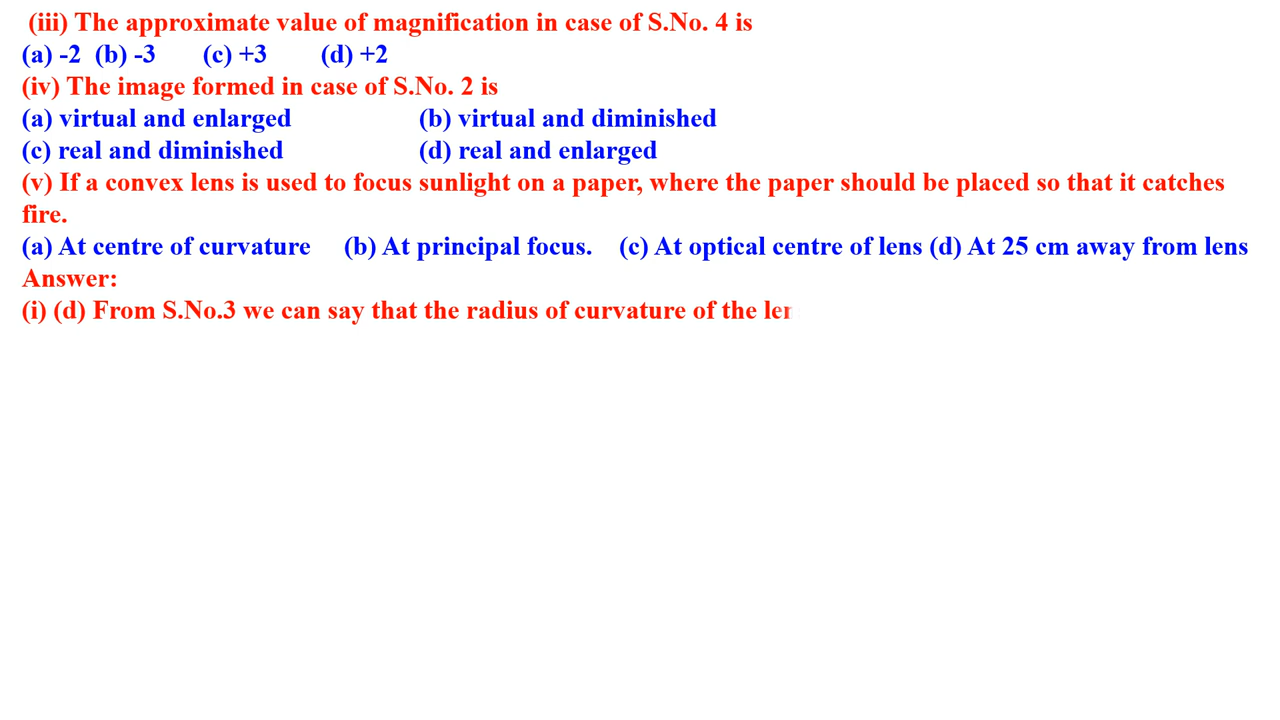 (iii) The approximate value of magnification in case of S.No. 4 is
(a) -2 (b) -3 (c) +3 (d) +2
(iv) The image formed in case of S.No. 2 is
(a) virtual and enlarged (b) virtual and diminished
(c) real and diminished (d) real and enlarged
(v) If a convex lens is used to focus sunlight on a paper, where the paper should be placed so that it catches
fire.
(a) At centre of curvature (b) At principal focus. (c) At optical centre of lens (d) At 25 cm away from lens
Answer:
(i) (d) From S.No.3 we can say that the radius of curvature of the